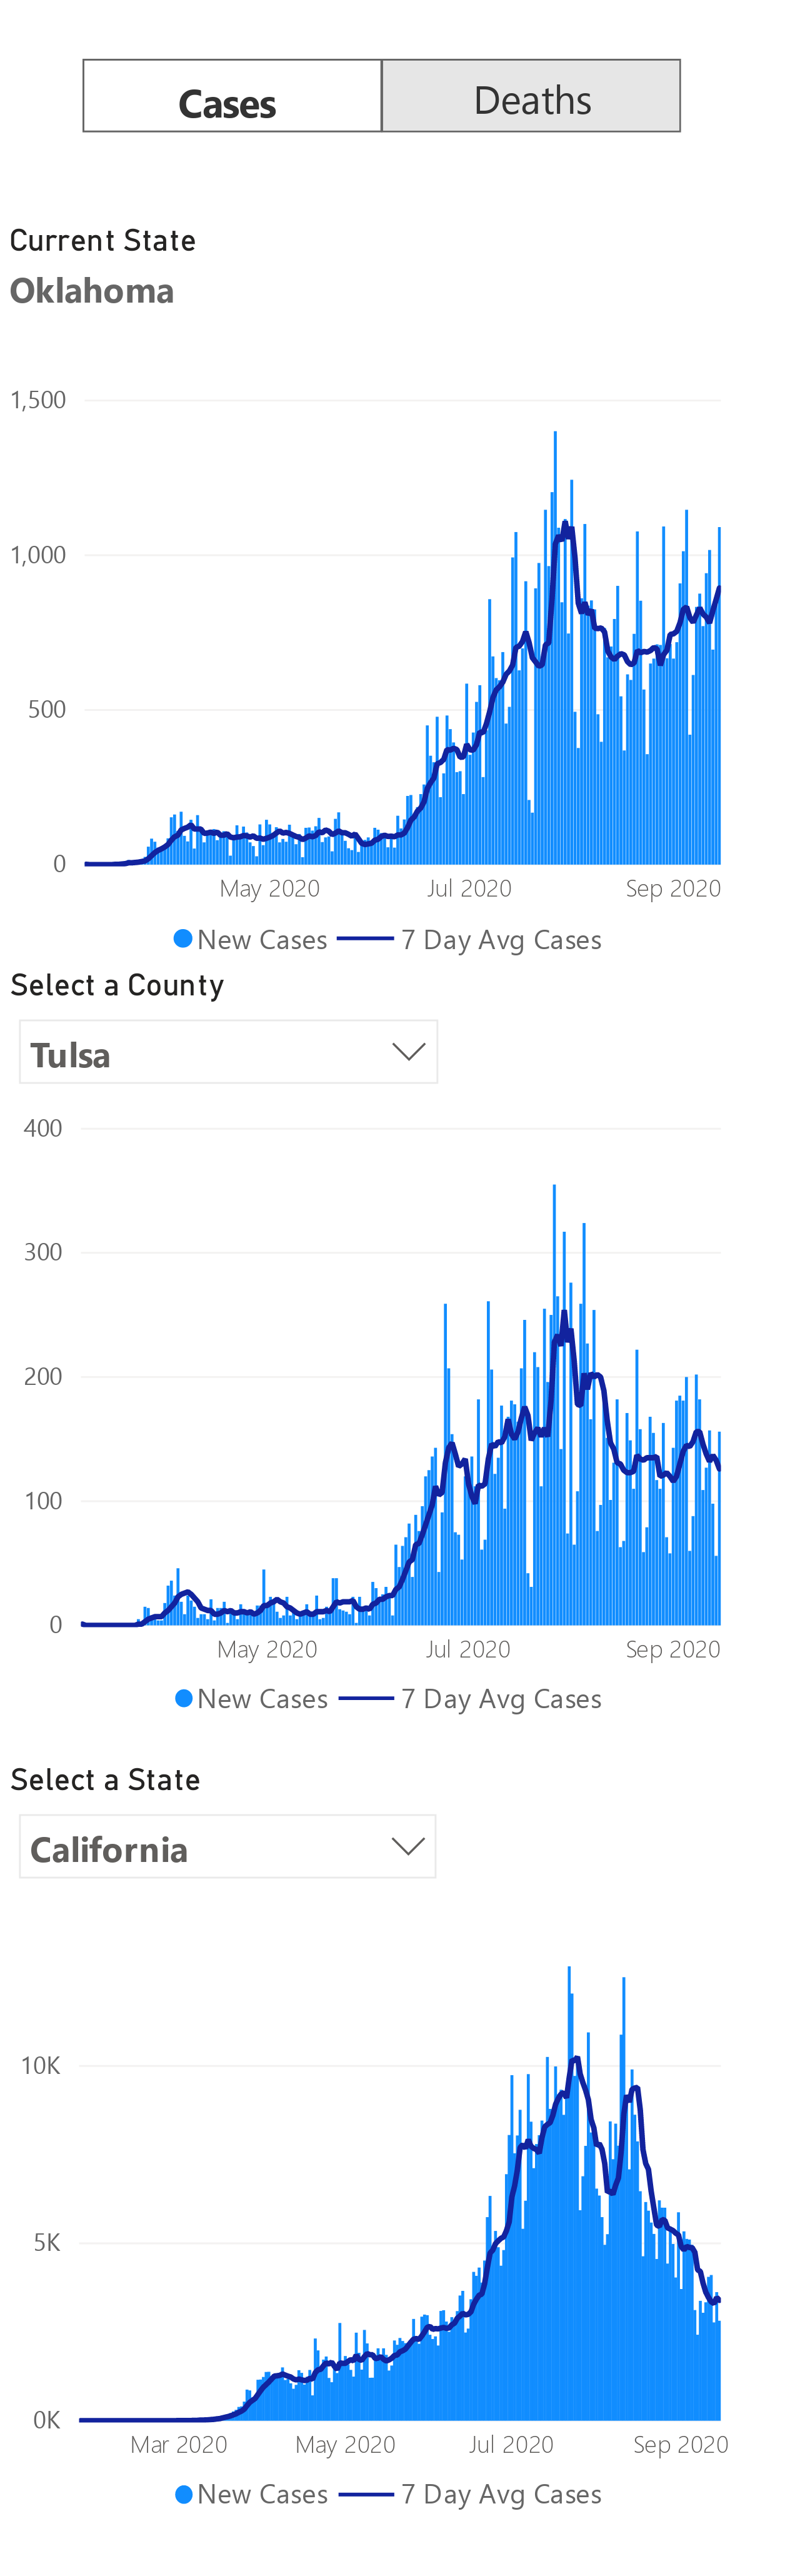 Cases Deaths
Current State
Oklahoma
1,500
1,000
500
0
May 2020 Jul 2020 Sep 2020
New Cases 7 Day Avg Cases
Select a County
Tulsa
400
300
200
100
0
May 2020 Jul 2020 Sep 2020
New Cases 7 Day Avg Cases
Select a State
California
10K
5K
0K
Mar 2020 May 2020 Jul 2020 Sep 2020
New Cases 7 Day Avg Cases